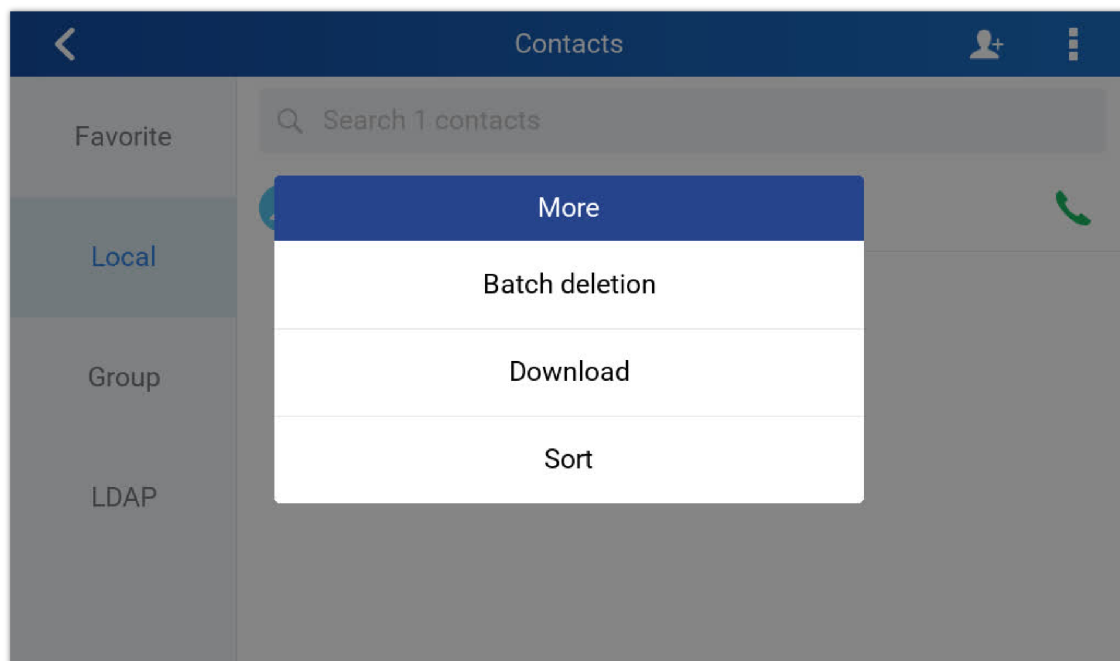 Contacts
Favorite
Search 1 contacts
More
Local
Batch deletion
Group
Download
Sort
LDAP